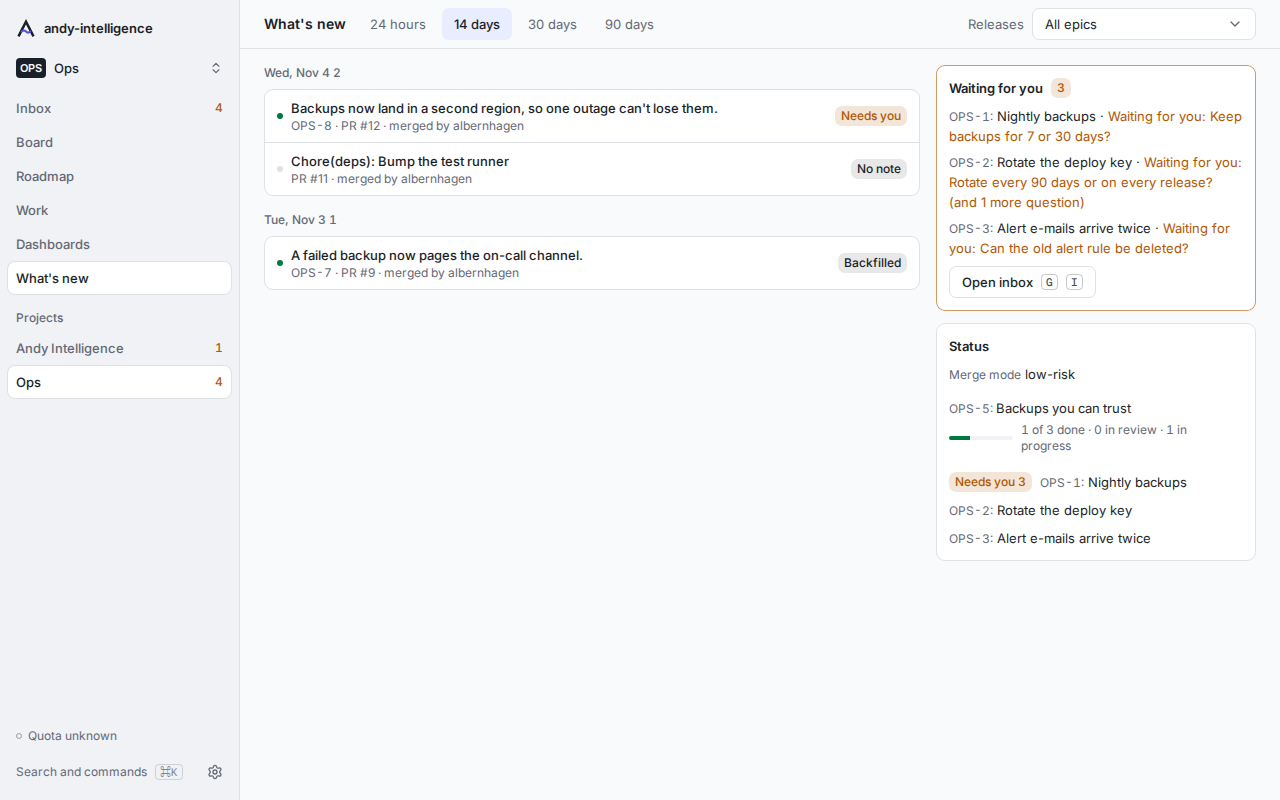 andy-intelligence
OPS Ops
Inbox 4
Board
Roadmap
Work
Dashboards
What's new
Projects
Andy Intelligence 1
Ops 4
Quota unknown
Search and commands ⌘K
What's new 24 hours 14 days 30 days 90 days Releases All epics
Wed, Nov 4 2
Backups now land in a second region, so one outage can't lose them.
OPS-8 · PR #12 · merged by albernhagen
Needs you
Chore(deps): Bump the test runner
PR #11 · merged by albernhagen
No note
Tue, Nov 3 1
A failed backup now pages the on-call channel.
OPS-7 · PR #9 · merged by albernhagen
Backfilled
Waiting for you 3
OPS-1: Nightly backups · Waiting for you: Keep
backups for 7 or 30 days?
OPS-2: Rotate the deploy key · Waiting for you:
Rotate every 90 days or on every release?
(and 1 more question)
OPS-3: Alert e-mails arrive twice · Waiting for
you: Can the old alert rule be deleted?
Open inbox G I
Status
Merge mode low-risk
OPS-5: Backups you can trust
1 of 3 done · 0 in review · 1 in
progress
Needs you 3 OPS-1: Nightly backups
OPS-2: Rotate the deploy key
OPS-3: Alert e-mails arrive twice